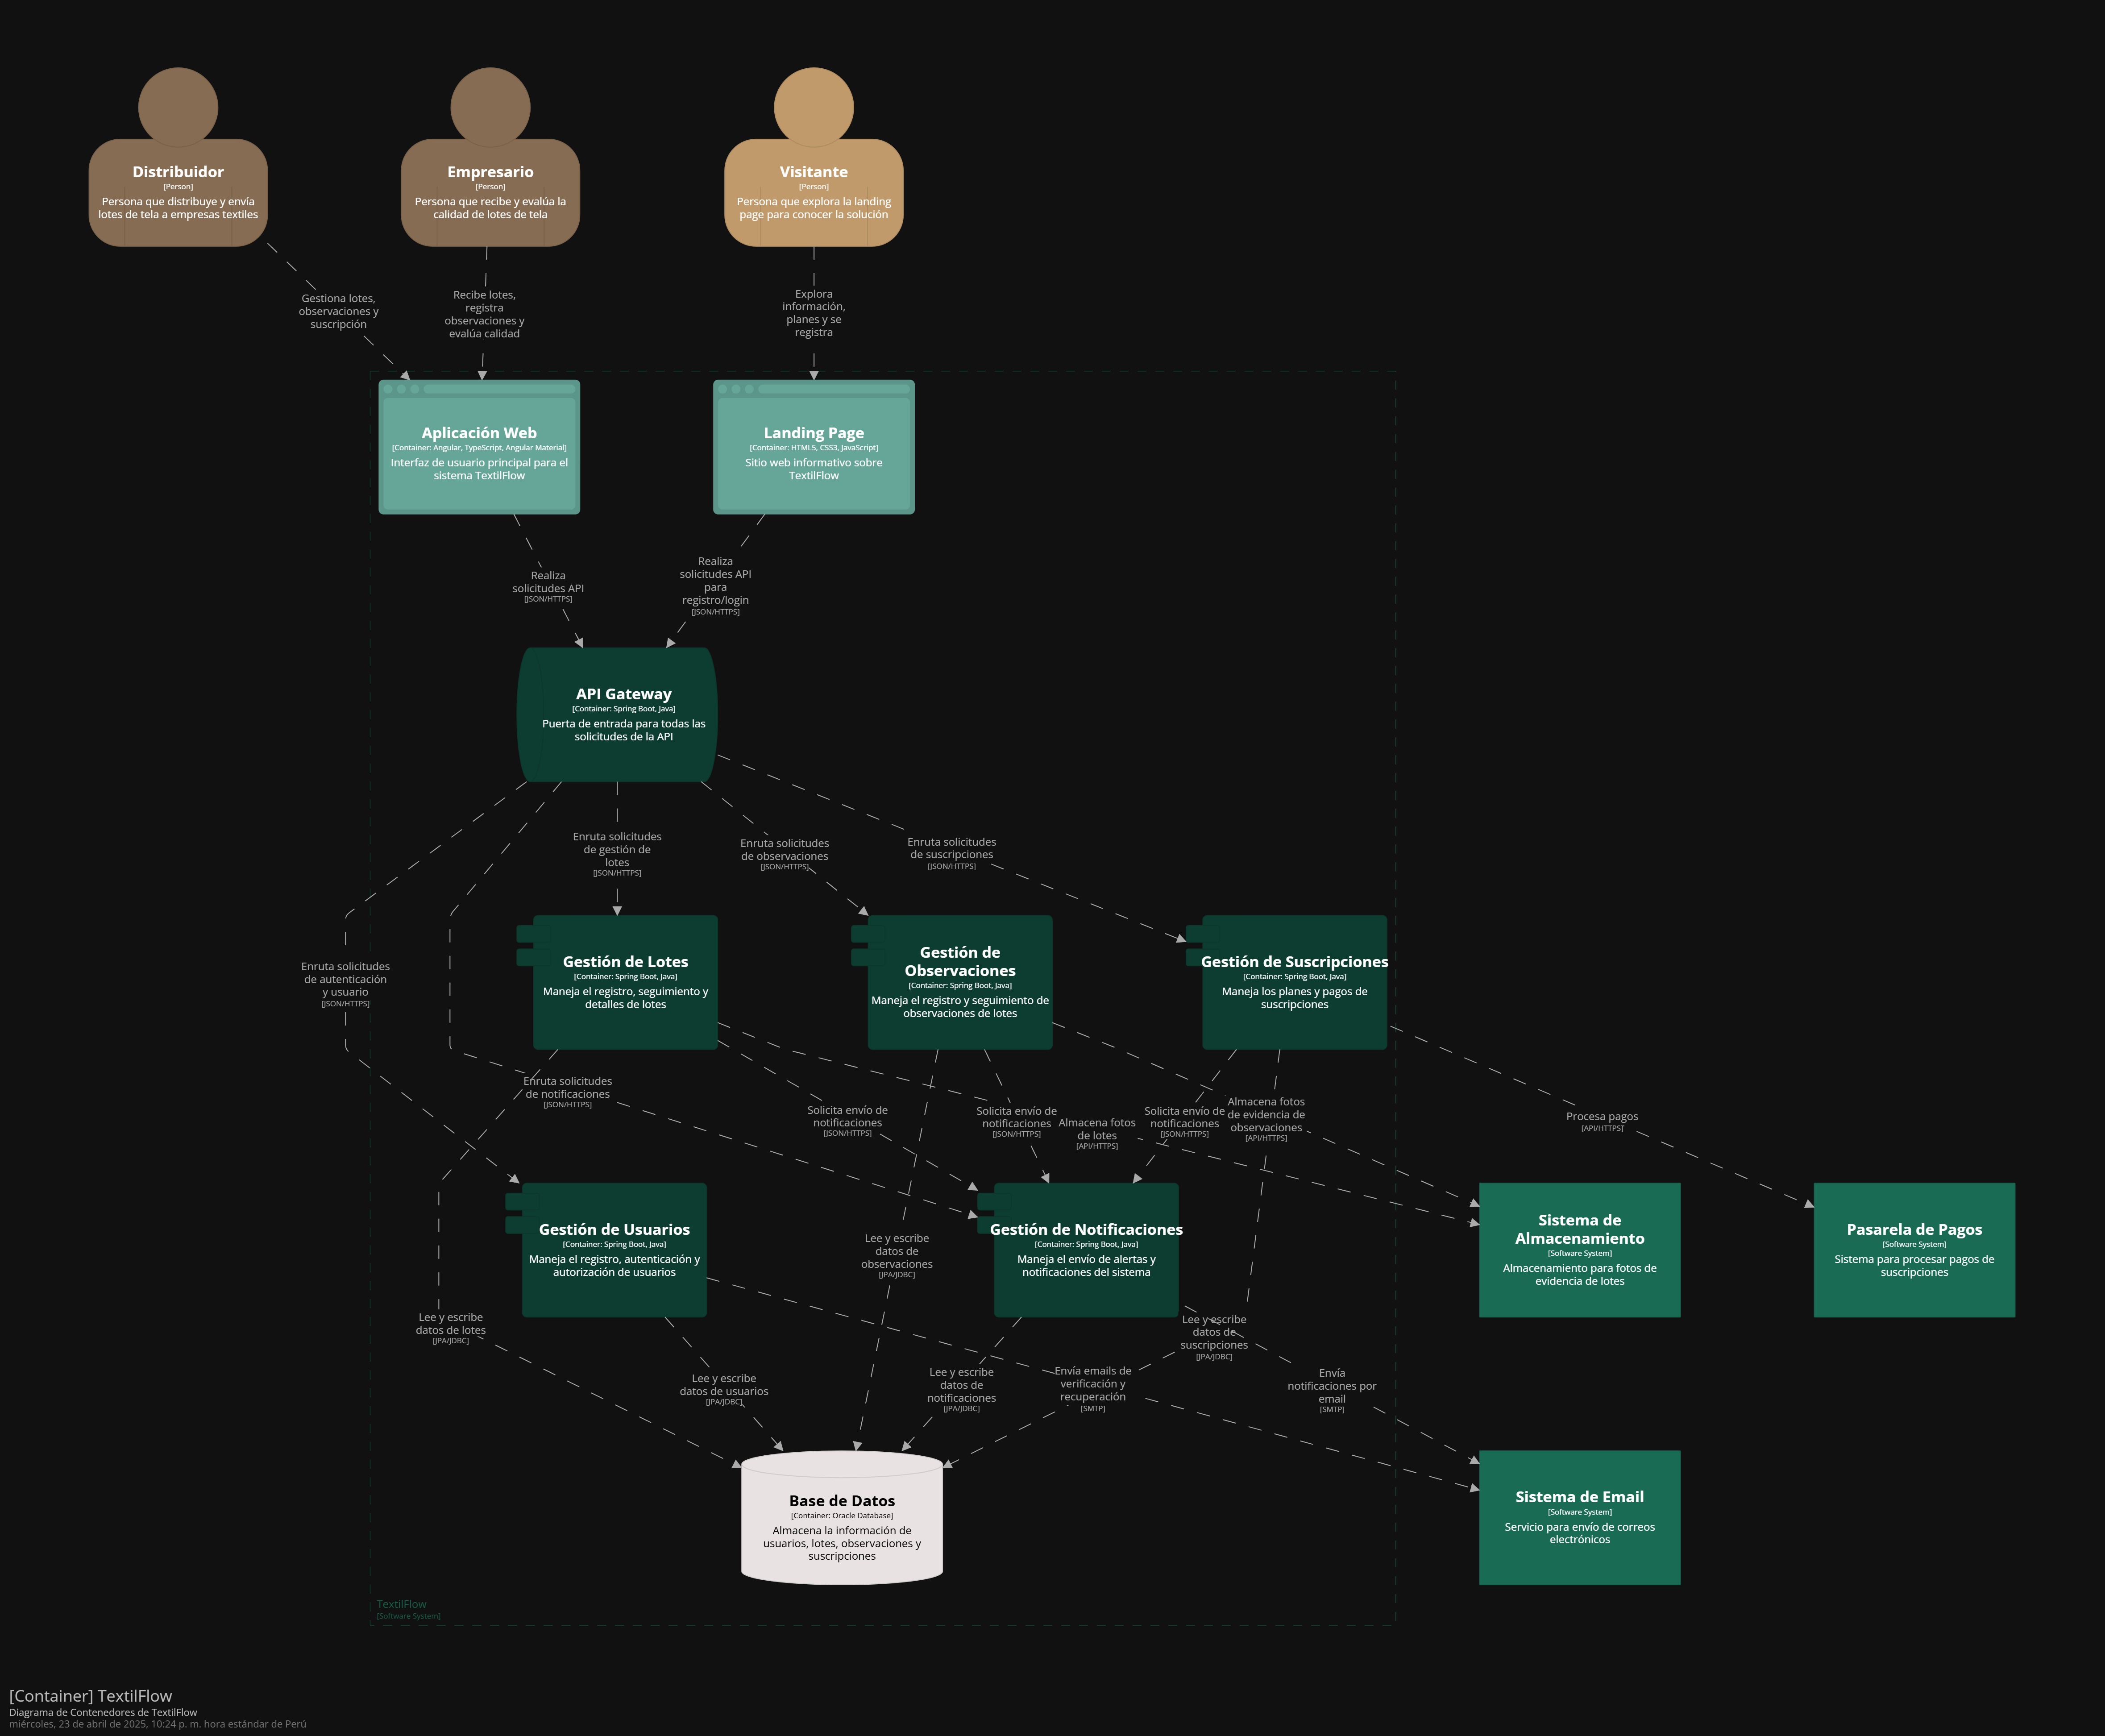 Distribuidor
[Person]
Persona que distribuye y envía
lotes de tela a empresas textiles
Empresario
[Person]
Persona que recibe y evalúa la
calidad de lotes de tela
Visitante
[Person]
Persona que explora la landing
page para conocer la solución
Gestiona lotes,
observaciones y
suscripción
Recibe lotes,
registra
observaciones y
evalúa calidad
Explora
información,
planes y se
registra
Aplicación Web
[Container: Angular, TypeScript, Angular Material]
Interfaz de usuario principal para el
sistema TextilFlow
Landing Page
[Container: HTML5, CSS3, JavaScript]
Sitio web informativo sobre
TextilFlow
Realiza
solicitudes API
[JSON/HTTPS]
Realiza
solicitudes API
para
registro/login
[JSON/HTTPS]
API Gateway
[Container: Spring Boot, Java]
Puerta de entrada para todas las
solicitudes de la API
Enruta solicitudes
de gestión de
lotes
[JSON/HTTPS]
Enruta solicitudes
de observaciones
[JSON/HTTPS]
Enruta solicitudes
de suscripciones
[JSON/HTTPS]
Enruta solicitudes
de autenticación
y usuario
[JSON/HTTPS]
Gestión de Lotes
[Container: Spring Boot, Java]
Maneja el registro, seguimiento y
detalles de lotes
Gestión de
Observaciones
[Container: Spring Boot, Java]
Maneja el registro y seguimiento de
observaciones de lotes
Gestión de Suscripciones
[Container: Spring Boot, Java]
Maneja los planes y pagos de
suscripciones
Enruta solicitudes
de notificaciones
[JSON/HTTPS]
Solicita envío de
notificaciones
[JSON/HTTPS]
Solicita envío de
notificaciones
[JSON/HTTPS]
Almacena fotos
de lotes
[API/HTTPS]
Solicita envío de
notificaciones
[JSON/HTTPS]
Almacena fotos
de evidencia de
observaciones
[API/HTTPS]
Procesa pagos
[API/HTTPS]
Gestión de Usuarios
[Container: Spring Boot, Java]
Maneja el registro, autenticación y
autorización de usuarios
Gestión de Notificaciones
[Container: Spring Boot, Java]
Maneja el envío de alertas y
notificaciones del sistema
Sistema de
Almacenamiento
[Software System]
Almacenamiento para fotos de
evidencia de lotes
Pasarela de Pagos
[Software System]
Sistema para procesar pagos de
suscripciones
Lee y escribe
datos de
observaciones
[JPA/JDBC]
Lee y escribe
datos de lotes
[JPA/JDBC]
Lee y escribe
datos de
suscripciones
[JPA/JDBC]
Lee y escribe
datos de usuarios
[JPA/JDBC]
Lee y escribe
datos de
notificaciones
[JPA/JDBC]
Envía emails de
verificación y
recuperación
[SMTP]
Envía
notificaciones por
email
[SMTP]
Base de Datos
[Container: Oracle Database]
Almacena la información de
usuarios, lotes, observaciones y
suscripciones
Sistema de Email
[Software System]
Servicio para envío de correos
electrónicos
TextilFlow
[Software System]
[Container] TextilFlow
Diagrama de Contenedores de TextilFlow
miércoles, 23 de abril de 2025, 10:24 p. m. hora estándar de Perú